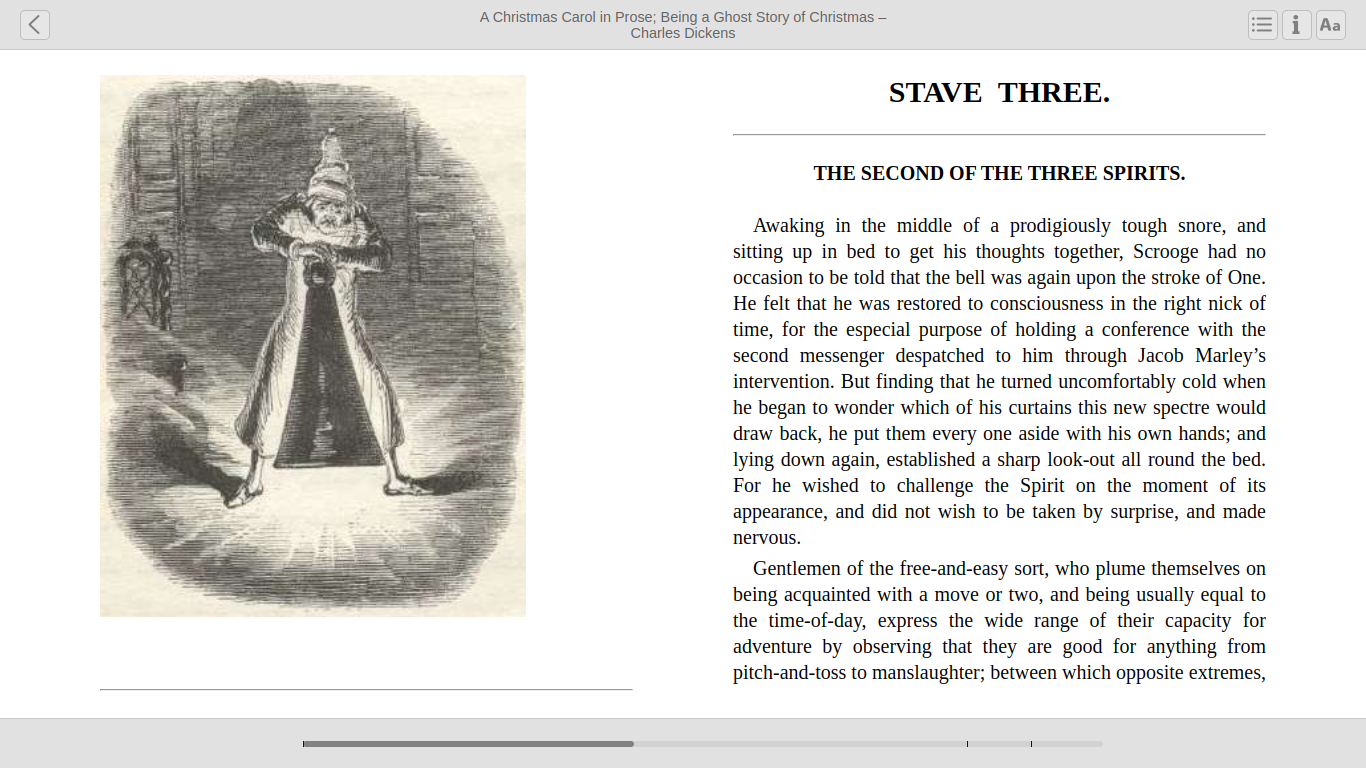 A Christmas Carol in Prose; Being a Ghost Story of Christmas –
Charles Dickens
Aa
STAVE THREE.
THE SECOND OF THE THREE SPIRITS.
Awaking in the middle of a prodigiously tough snore, and
sitting up in bed to get his thoughts together, Scrooge had no
occasion to be told that the bell was again upon the stroke of One.
He felt that he was restored to consciousness in the right nick of
time, for the especial purpose of holding a conference with the
second messenger despatched to him through Jacob Marley’s
intervention. But finding that he turned uncomfortably cold when
he began to wonder which of his curtains this new spectre would
draw back, he put them every one aside with his own hands; and
lying down again, established a sharp look-out all round the bed.
For he wished to challenge the Spirit on the moment of its
appearance, and did not wish to be taken by surprise, and made
nervous.
Gentlemen of the free-and-easy sort, who plume themselves on
being acquainted with a move or two, and being usually equal to
the time-of-day, express the wide range of their capacity for
adventure by observing that they are good for anything from
pitch-and-toss to manslaughter; between which opposite extremes,